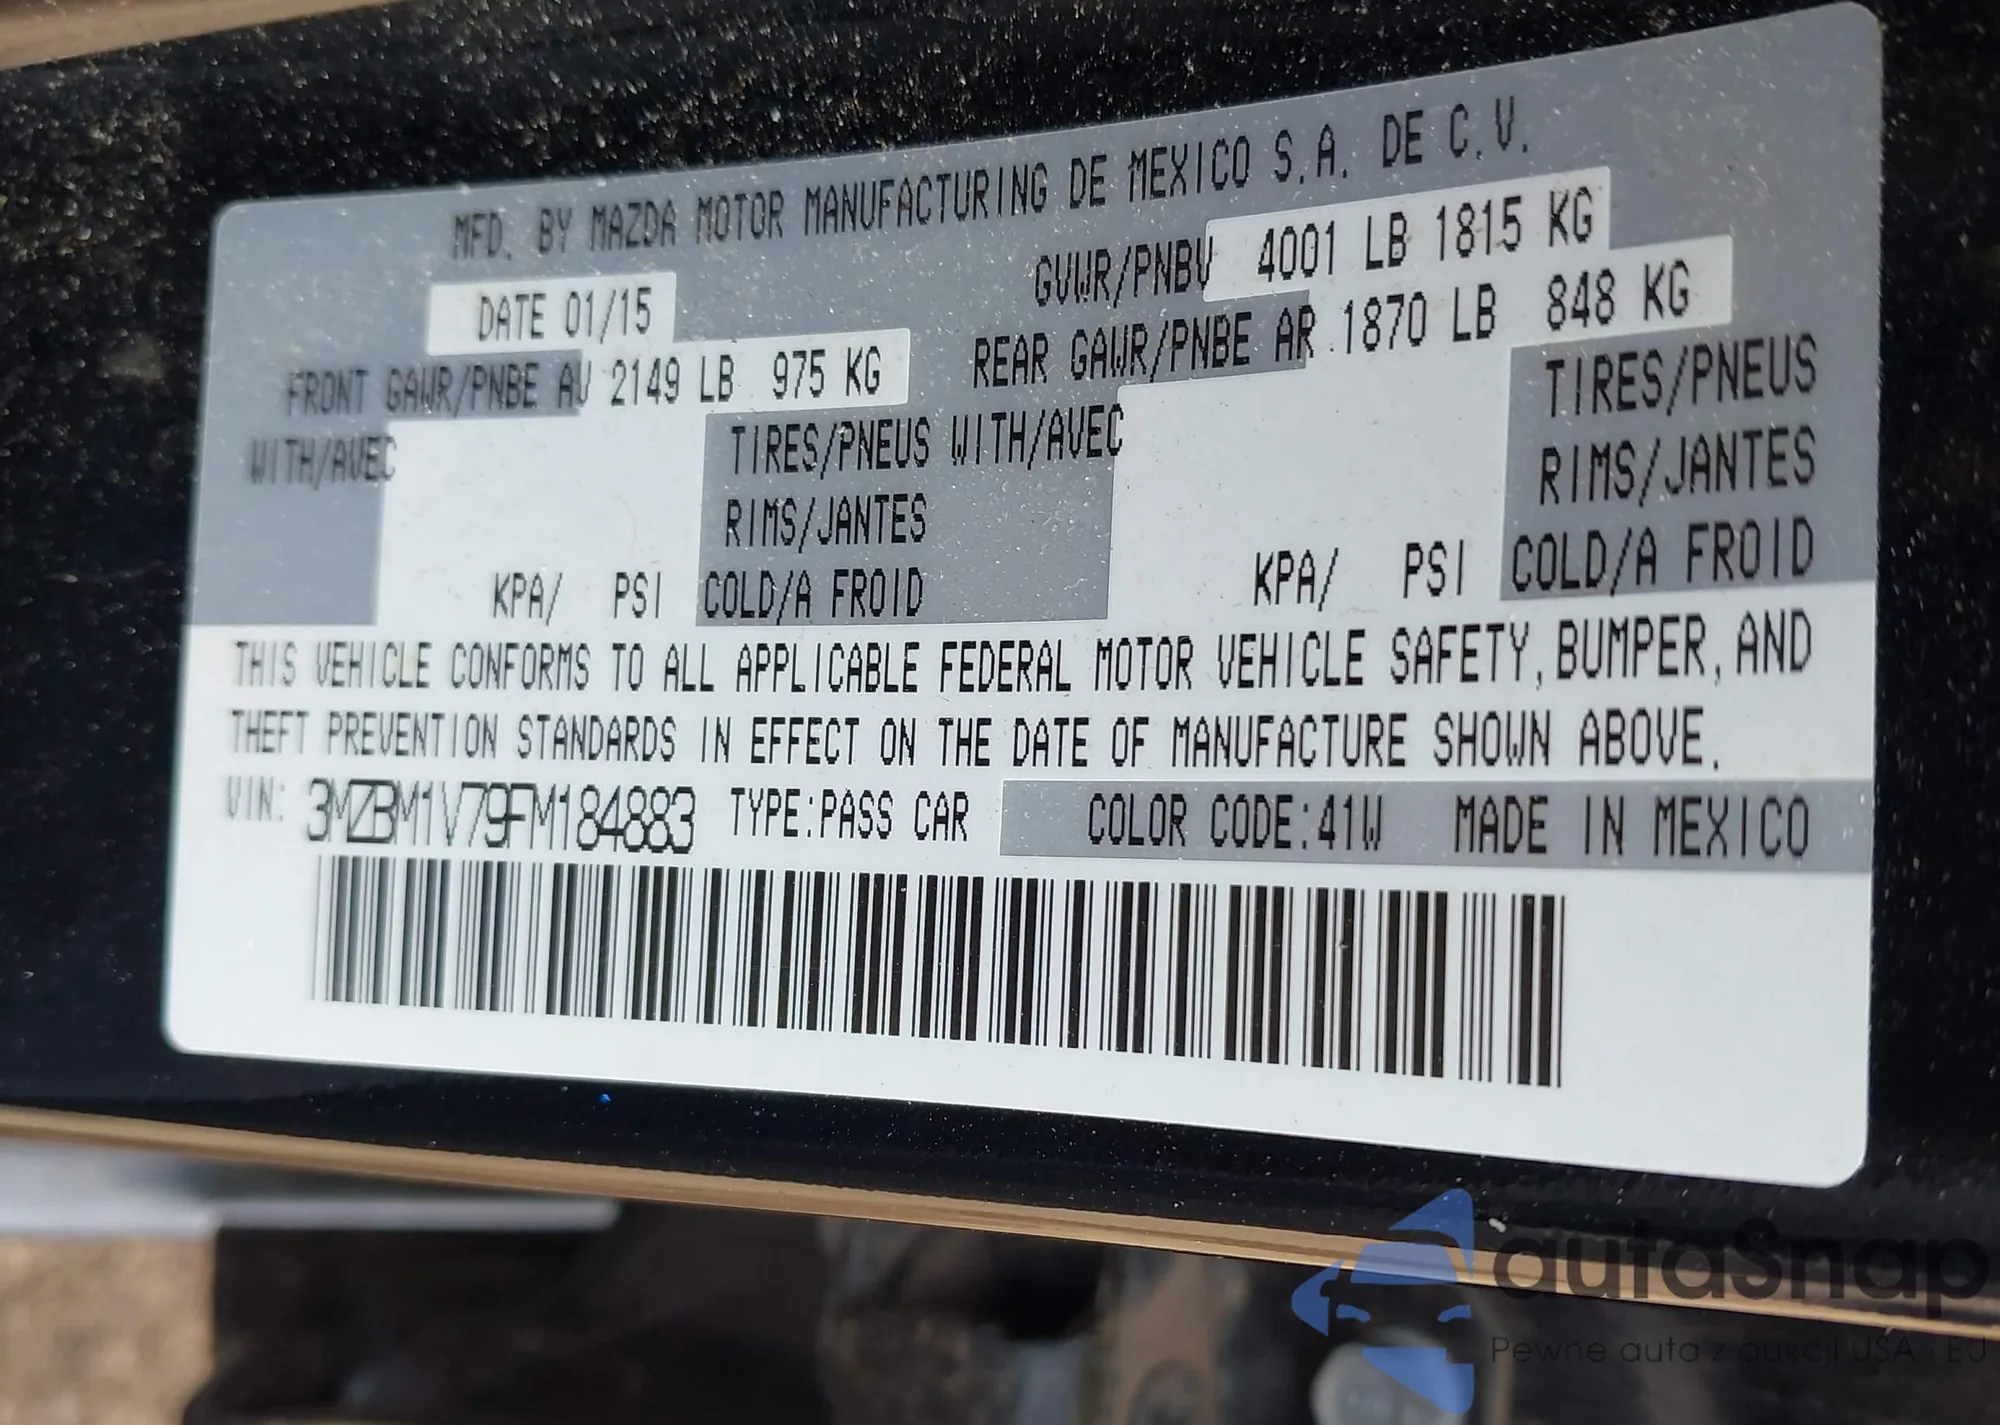 MFD. BY MAZDA MOTOR MANUFACTURING DE MEXICO S.A. DE C.V.
DATE 01/15 GVWR/PNBV 4001 LB 1815 KG
FRONT GAWR/PNBE AV 2149 LB 975 KG REAR GAWR/PNBE AR 1870 LB 848 KG
WITH/AVEC TIRES/PNEUS WITH/AVEC TIRES/PNEUS
RIMS/JANTES RIMS/JANTES
KPA/ PSI COLD/A FROID KPA/ PSI COLD/A FROID
THIS VEHICLE CONFORMS TO ALL APPLICABLE FEDERAL MOTOR VEHICLE SAFETY, BUMPER, AND
THEFT PREVENTION STANDARDS IN EFFECT ON THE DATE OF MANUFACTURE SHOWN ABOVE.
VIN: 3MZBM1V79FM184883 TYPE:PASS CAR COLOR CODE:41W MADE IN MEXICO
autaSnap
Pewne auta z aukcji USA i EU